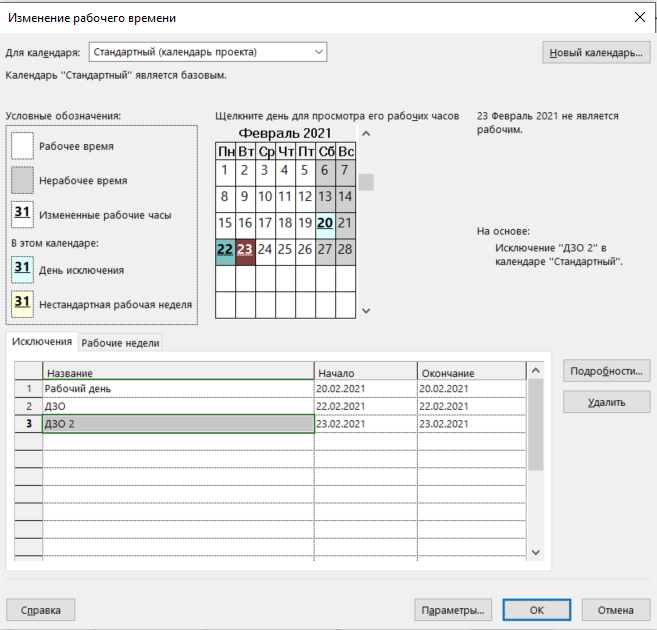 Изменение рабочего времени
Для календаря: Стандартный (календарь проекта) Новый календарь...
Календарь "Стандартный" является базовым.
Условные обозначения:
Рабочее время
Нерабочее время
31 Измененные рабочие часы
В этом календаре:
31 День исключения
31 Нестандартная рабочая неделя
Щелкните день для просмотра его рабочих часов
Февраль 2021
Пн Вт Ср Чт Пт Сб Вс
1 2 3 4 5 6 7
8 9 10 11 12 13 14
15 16 17 18 19 20 21
22 23 24 25 26 27 28
23 Февраль 2021 не является
рабочим.
На основе:
Исключение "ДЗО 2" в
календаре "Стандартный".
Исключения Рабочие недели
Название Начало Окончание
1 Рабочий день 20.02.2021 20.02.2021
2 ДЗО 22.02.2021 22.02.2021
3 ДЗО 2 23.02.2021 23.02.2021
Подробности...
Удалить
Справка Параметры... ОК Отмена